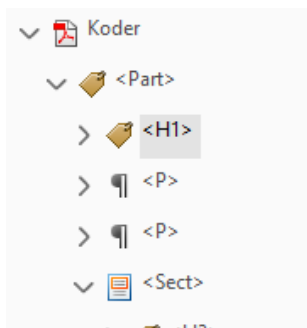 Koder
<Part>
<H1>
<P>
<P>
<Sect>